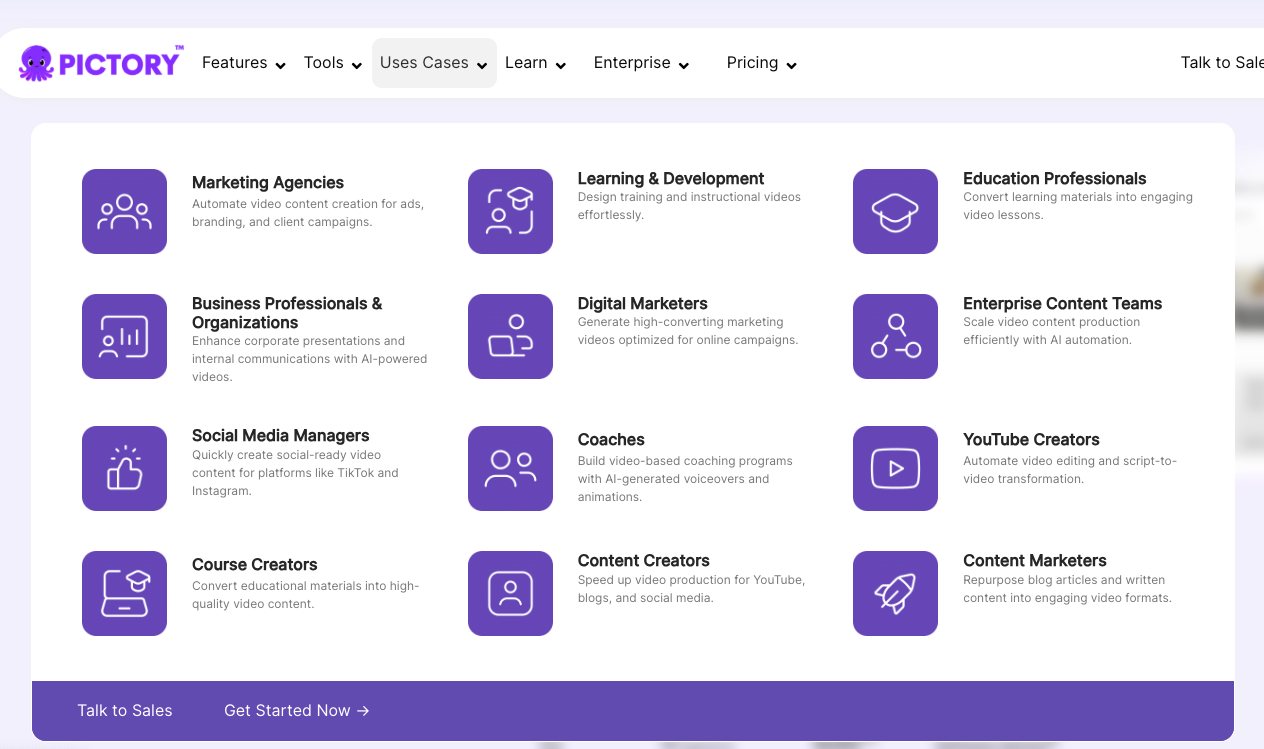 PICTORY™ Features Tools Uses Cases Learn Enterprise Pricing Talk to Sale
Marketing Agencies
Automate video content creation for ads,
branding, and client campaigns.
Learning & Development
Design training and instructional videos
effortlessly.
Education Professionals
Convert learning materials into engaging
video lessons.
Business Professionals &
Organizations
Enhance corporate presentations and
internal communications with AI-powered
videos.
Digital Marketers
Generate high-converting marketing
videos optimized for online campaigns.
Enterprise Content Teams
Scale video content production
efficiently with AI automation.
Social Media Managers
Quickly create social-ready video
content for platforms like TikTok and
Instagram.
Coaches
Build video-based coaching programs
with AI-generated voiceovers and
animations.
YouTube Creators
Automate video editing and script-to-
video transformation.
Course Creators
Convert educational materials into high-
quality video content.
Content Creators
Speed up video production for YouTube,
blogs, and social media.
Content Marketers
Repurpose blog articles and written
content into engaging video formats.
Talk to Sales Get Started Now →